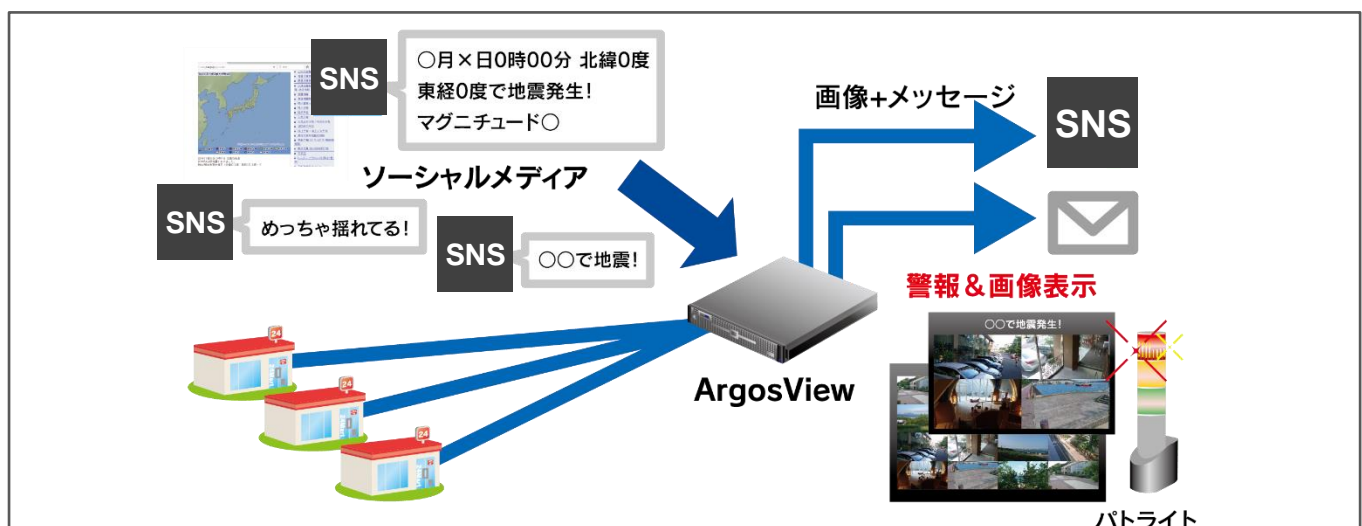 SNS
○月×日0時00分 北緯0度
東経0度で地震発生!
マグニチュード○
ソーシャルメディア
SNS
めっちゃ揺れてる!
SNS
○○で地震!
画像+メッセージ
SNS
警報&画像表示
○○で地震発生!
24
24
24
ArgosView
パトライト